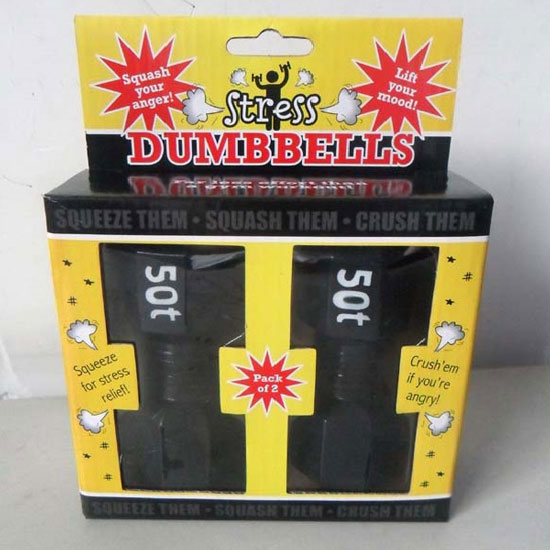 Squash
your
anger!
Lift
your
mood!
Stress
DUMBBELLS
SQUEEZE THEM • SQUASH THEM • CRUSH THEM
50t
50t
Squeeze
for stress
relief!
Pack
of 2
Crush'em
if you're
angry!
SQUEEZE THEM • SQUASH THEM • CRUSH THEM